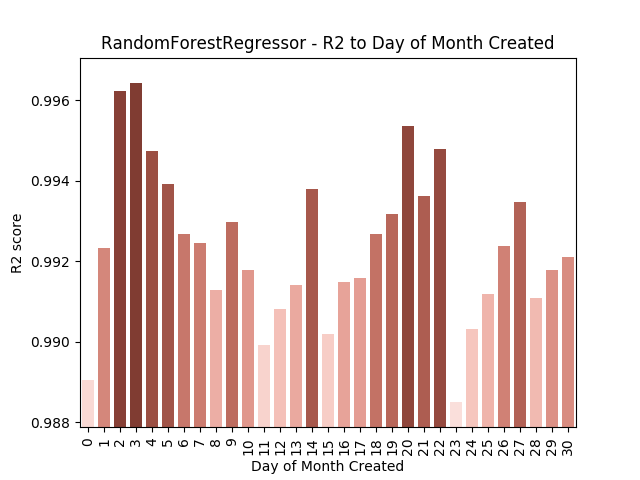 RandomForestRegressor - R2 to Day of Month Created
0.996
0.994
0.992
0.990
0.988
R2 score
0 1 2 3 4 5 6 7 8 9 10 11 12 13 14 15 16 17 18 19 20 21 22 23 24 25 26 27 28 29 30
Day of Month Created